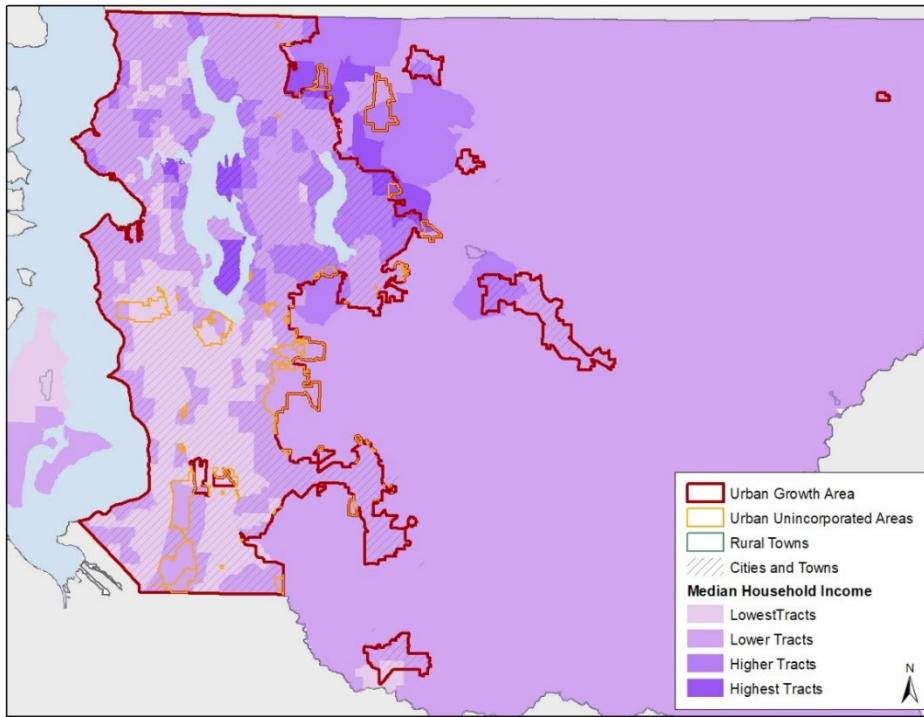 Urban Growth Area
Urban Unincorporated Areas
Rural Towns
Cities and Towns
Median Household Income
LowestTracts
Lower Tracts
Higher Tracts
Highest Tracts
N